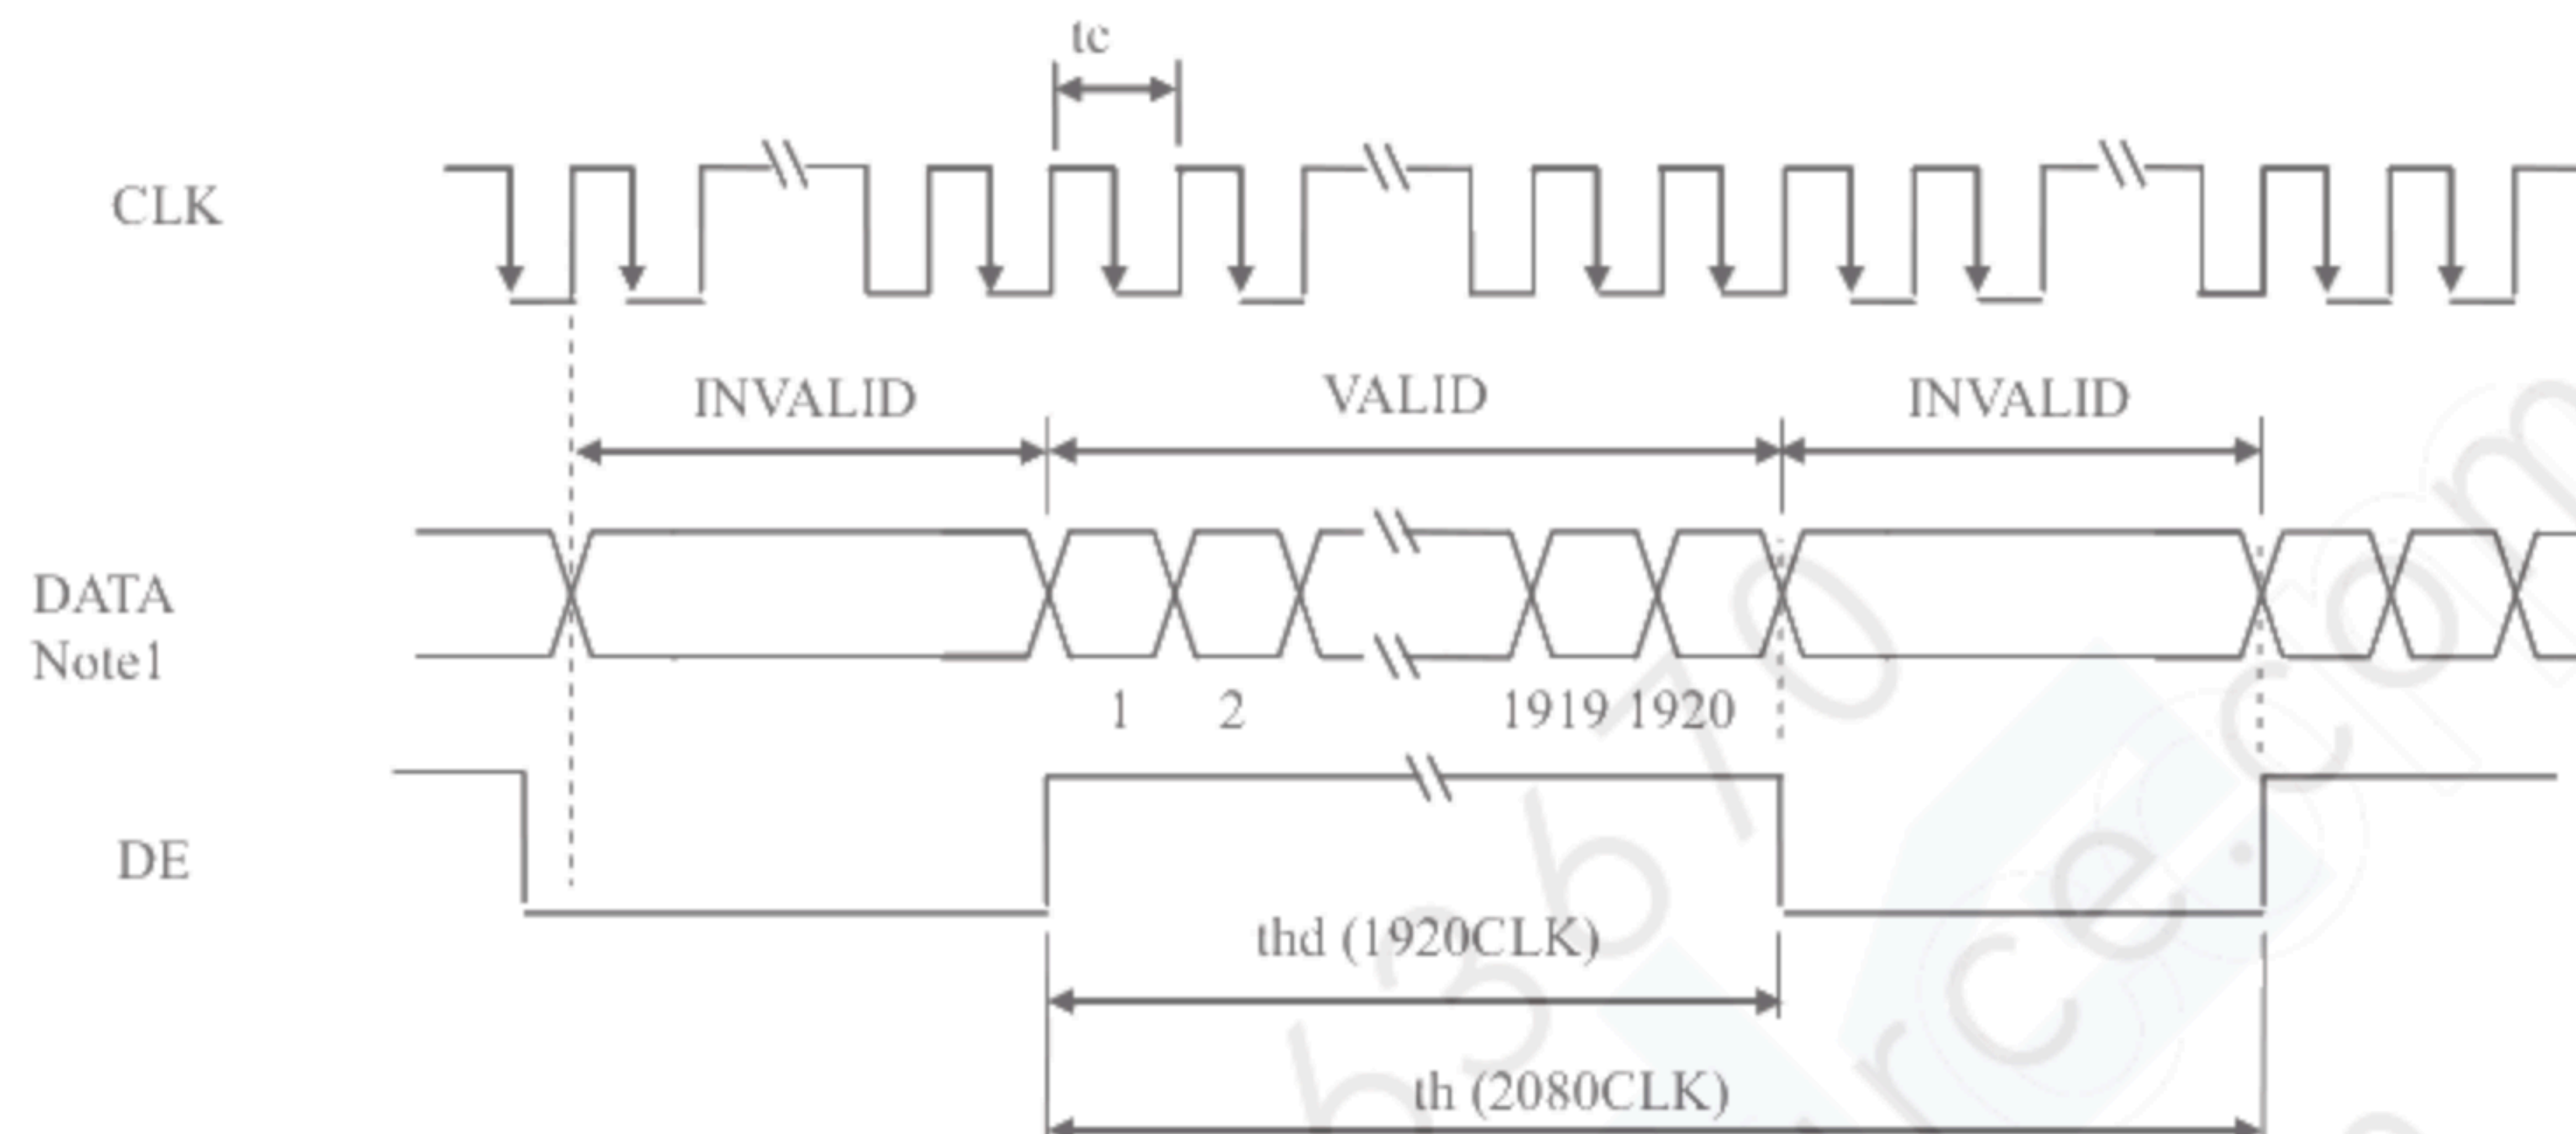 tc
CLK
INVALID VALID INVALID
DATA
Note1
1 2 1919 1920
DE
thd (1920CLK)
th (2080CLK)